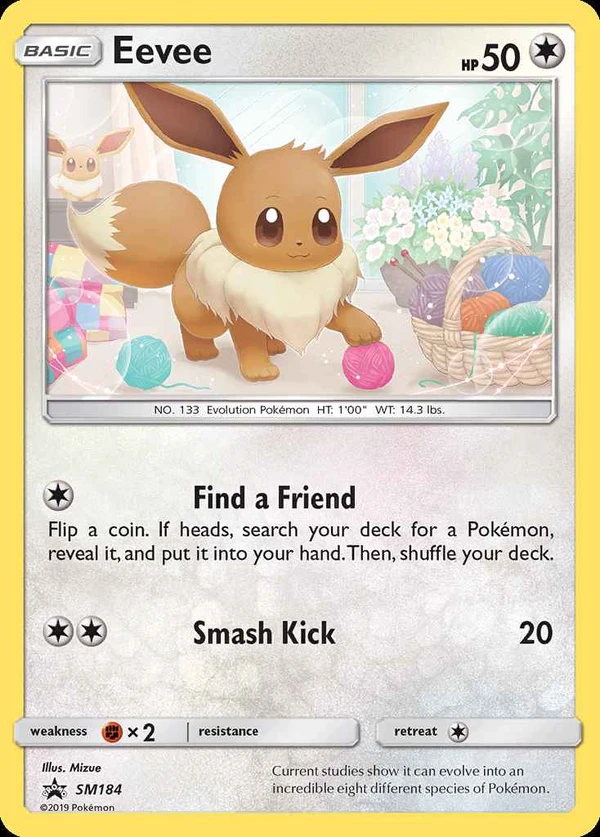 BASIC Eevee HP 50
NO. 133 Evolution Pokémon HT: 1'00" WT: 14.3 lbs.
Find a Friend
Flip a coin. If heads, search your deck for a Pokémon,
reveal it, and put it into your hand. Then, shuffle your deck.
Smash Kick 20
weakness ×2 resistance retreat
Illus. Mizue
SM184
©2019 Pokémon
Current studies show it can evolve into an
incredible eight different species of Pokémon.